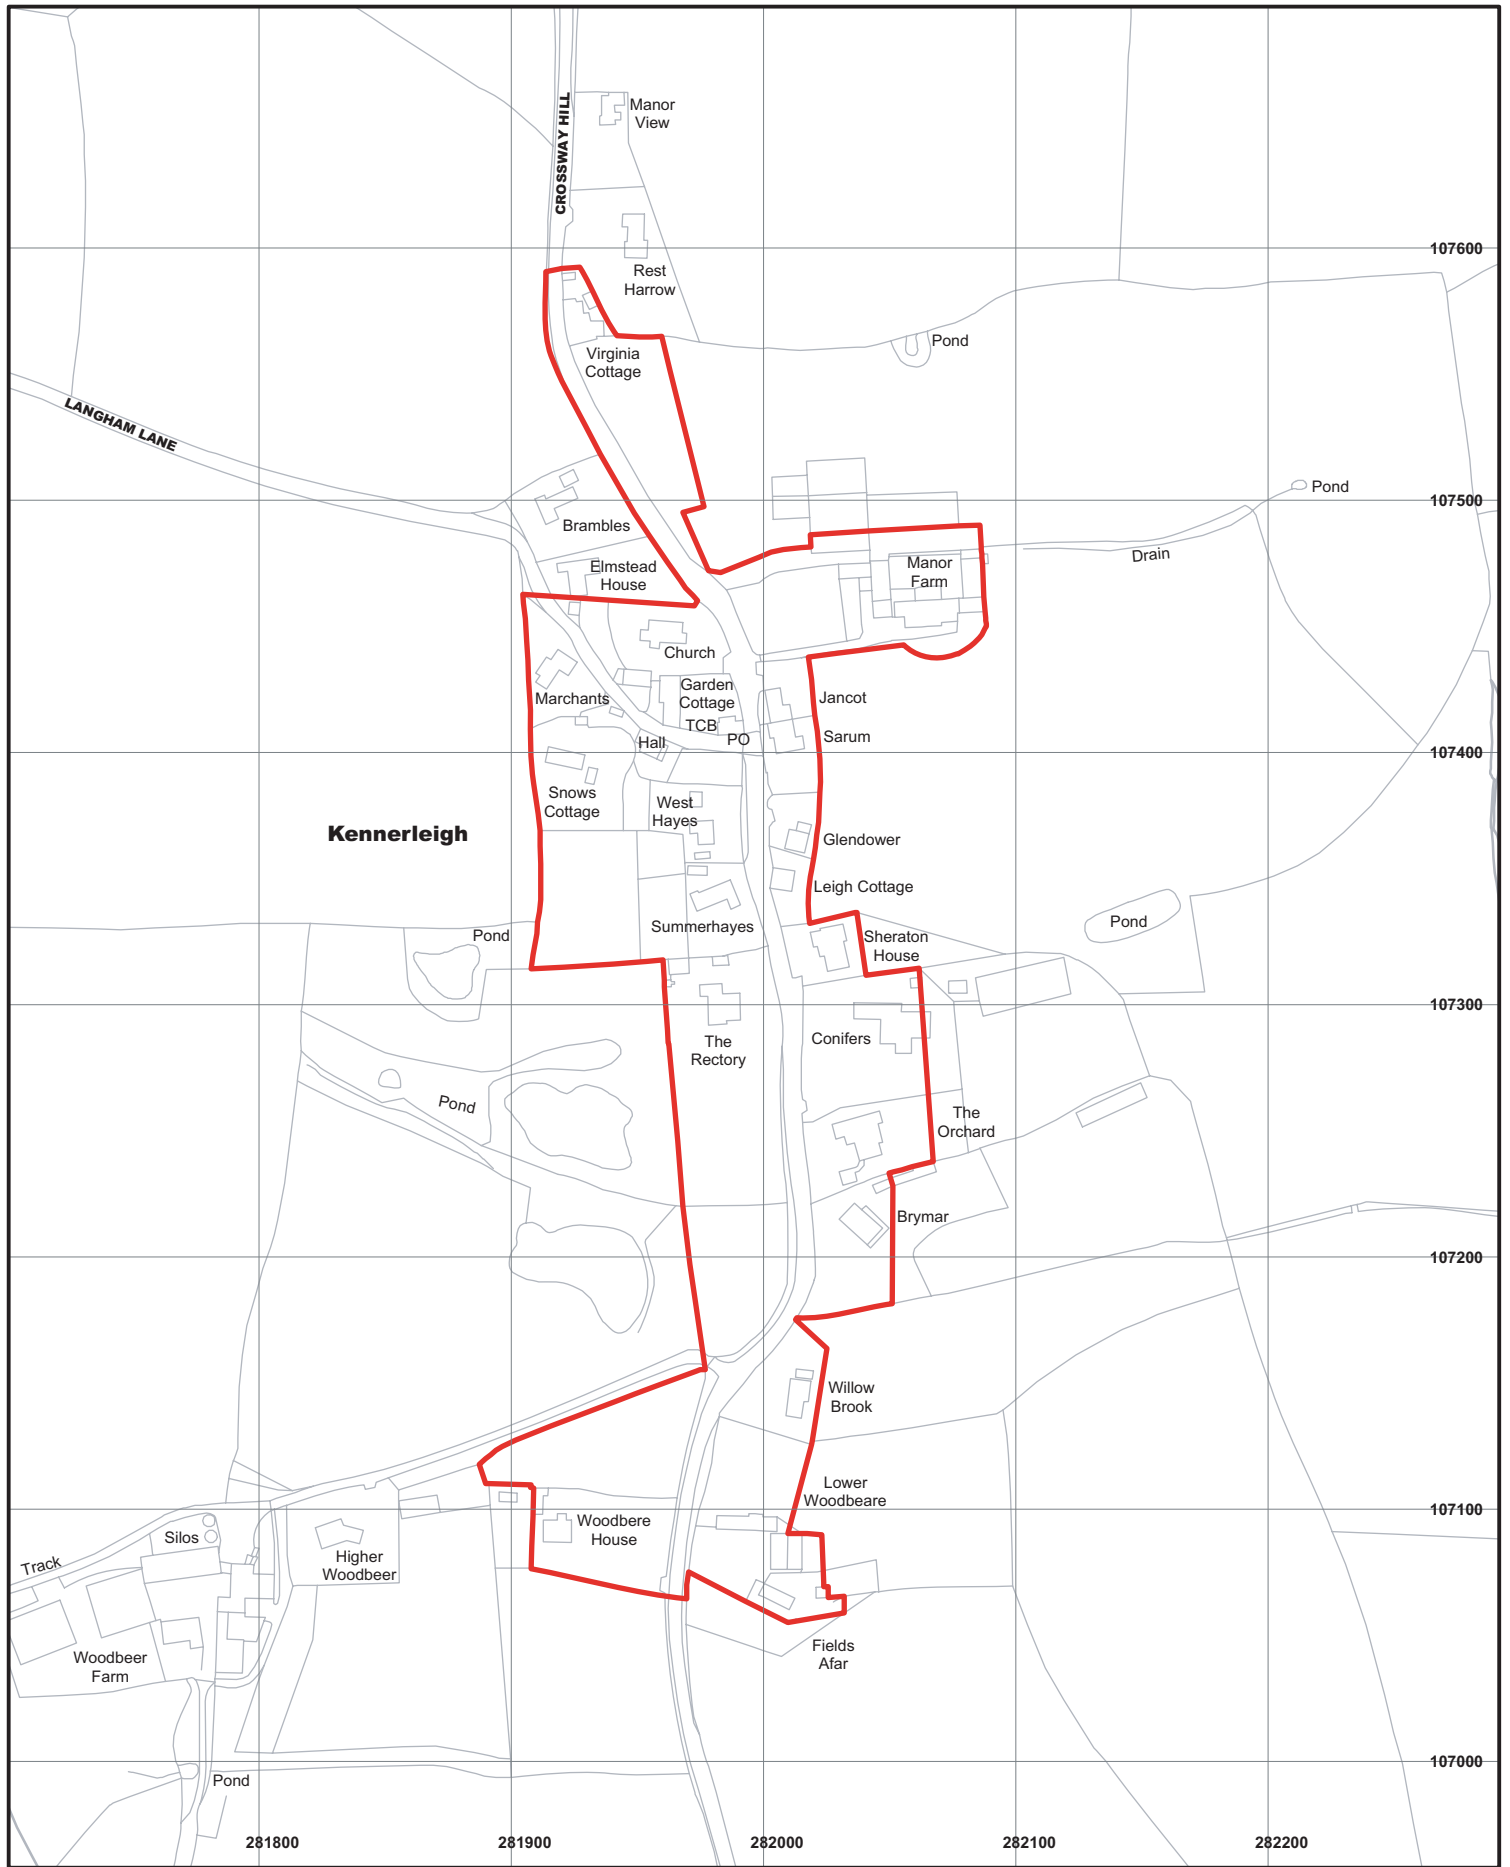 CROSSWAY HILL
Manor
View
107600
Rest
Harrow
Pond
Virginia
Cottage
LANGHAM LANE
Pond
107500
Brambles
Drain
Elmstead
House
Manor
Farm
Church
Marchants
Garden
Cottage
Jancot
TCB
PO
Hall
Sarum
107400
Snows
Cottage
West
Hayes
Kennerleigh
Glendower
Leigh Cottage
Summerhayes
Pond
Pond
Sheraton
House
107300
The
Rectory
Conifers
Pond
The
Orchard
Brymar
107200
Willow
Brook
Lower
Woodbeare
107100
Woodbere
House
Silos
Track
Higher
Woodbeer
Woodbeer
Farm
Fields
Afar
107000
Pond
281800
281900
282000
282100
282200